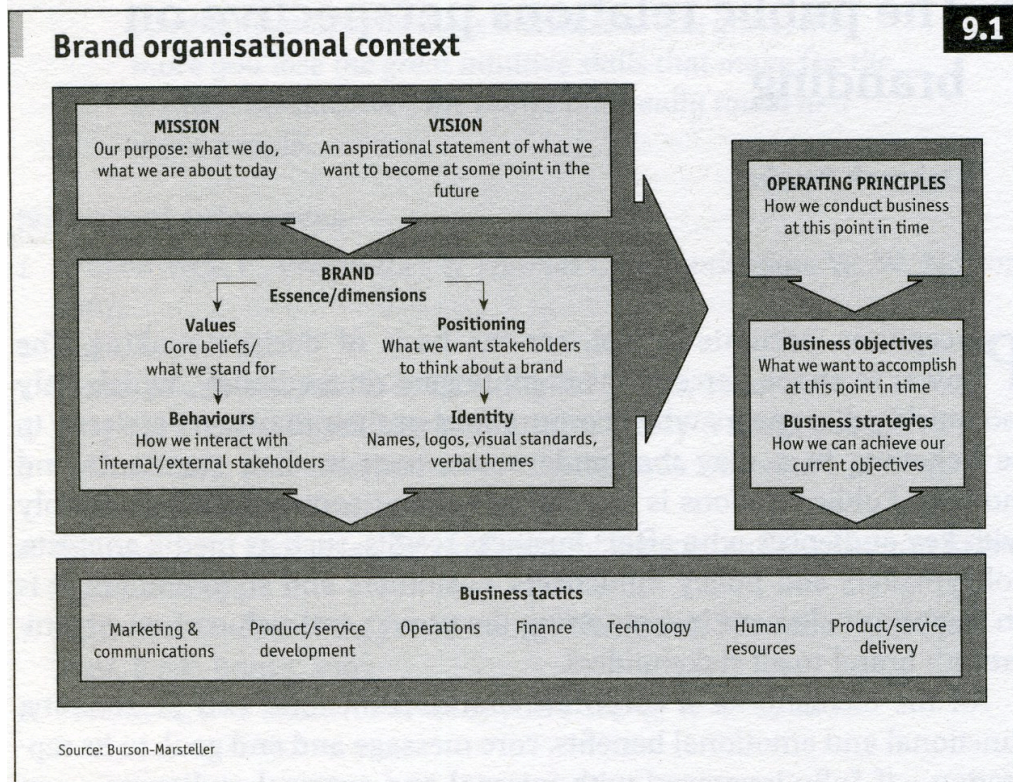 9.1
Brand organisational context
MISSION
Our purpose: what we do,
what we are about today
VISION
An aspirational statement of what we
want to become at some point in the
future
BRAND
Essence/dimensions
Values
Core beliefs/
what we stand for
Behaviours
How we interact with
internal/external stakeholders
Positioning
What we want stakeholders
to think about a brand
Identity
Names, logos, visual standards,
verbal themes
OPERATING PRINCIPLES
How we conduct business
at this point in time
Business objectives
What we want to accomplish
at this point in time
Business strategies
How we can achieve our
current objectives
Business tactics
Marketing &
communications
Product/service
development
Operations
Finance
Technology
Human
resources
Product/service
delivery
Source: Burson-Marsteller